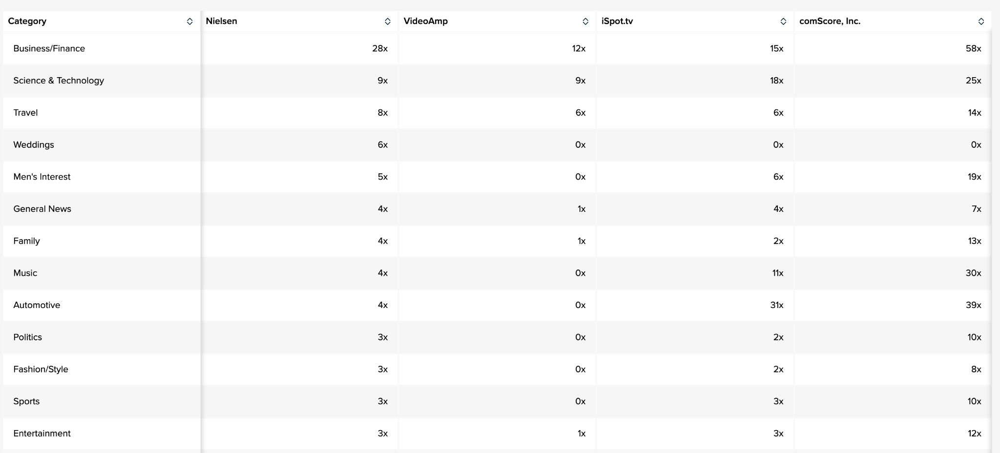 Category Nielsen VideoAmp iSpot.tv comScore, Inc.
Business/Finance 28x 12x 15x 58x
Science & Technology 9x 9x 18x 25x
Travel 8x 6x 6x 14x
Weddings 6x 0x 0x 0x
Men's Interest 5x 0x 6x 19x
General News 4x 1x 4x 7x
Family 4x 1x 2x 13x
Music 4x 0x 11x 30x
Automotive 4x 0x 31x 39x
Politics 3x 0x 2x 10x
Fashion/Style 3x 0x 2x 8x
Sports 3x 0x 3x 10x
Entertainment 3x 1x 3x 12x